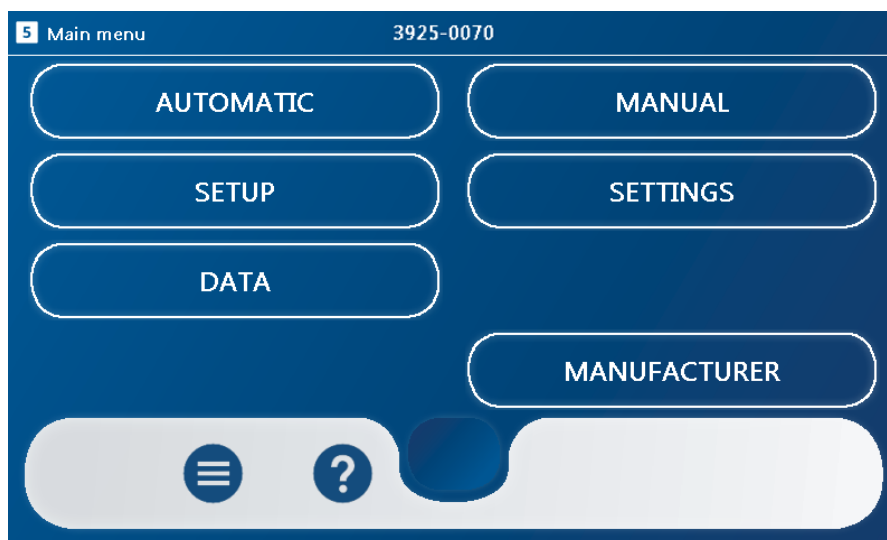 5 Main menu 3925-0070
AUTOMATIC MANUAL
SETUP SETTINGS
DATA
MANUFACTURER
?